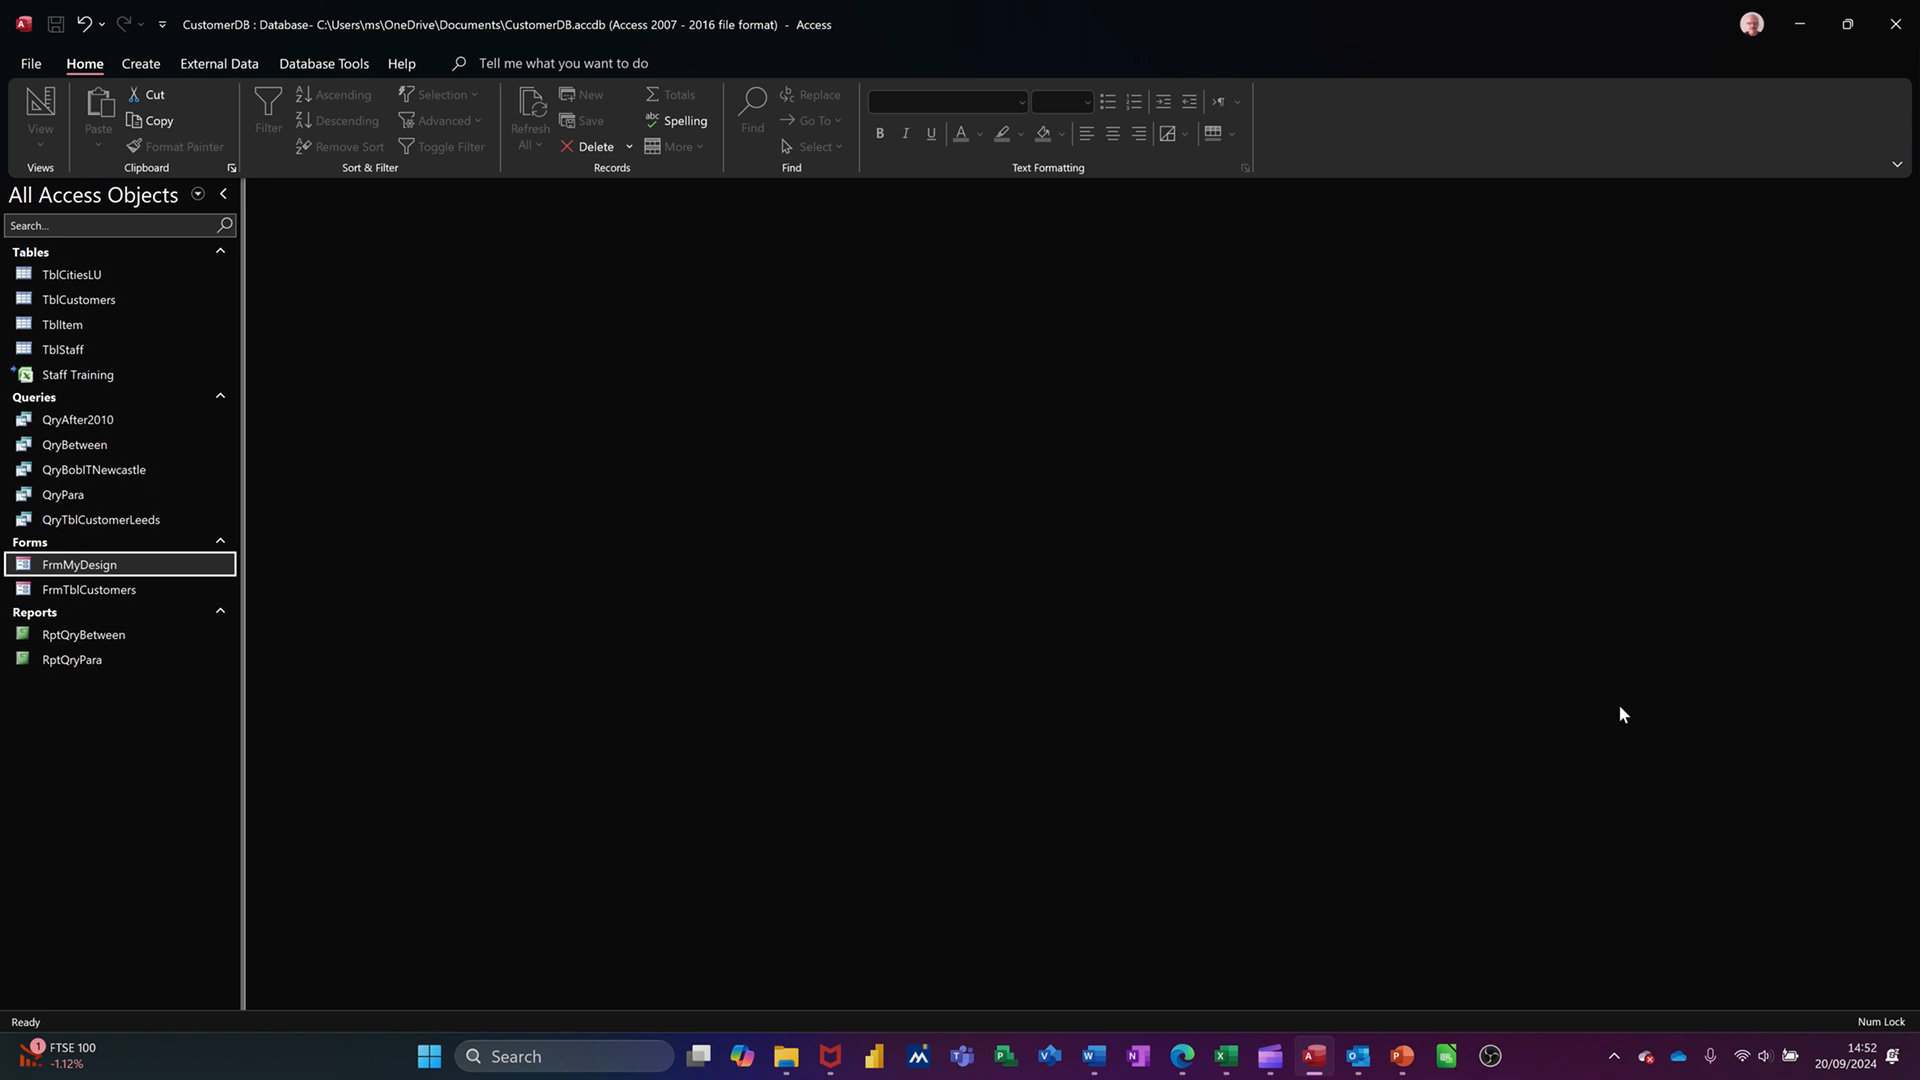 CustomerDB : Database- C:\Users\ms\OneDrive\Documents\CustomerDB.accdb (Access 2007 - 2016 file format) - Access
File Home Create External Data Database Tools Help Tell me what you want to do
View
Views
Paste
Cut
Copy
Format Painter
Clipboard
Filter
Ascending
Descending
Remove Sort
Selection
Advanced
Toggle Filter
Sort & Filter
Refresh
All
New
Save
Delete
Totals
Spelling
More
Records
Find
Replace
Go To
Select
Find
B I U A
Text Formatting
All Access Objects
Search...
Tables
TblCitiesLU
TblCustomers
TblItem
TblStaff
Staff Training
Queries
QryAfter2010
QryBetween
QryBobITNewcastle
QryPara
QryTblCustomerLeeds
Forms
FrmMyDesign
FrmTblCustomers
Reports
RptQryBetween
RptQryPara
Ready
Num Lock
1
FTSE 100
-1.12%
Search
14:52
20/09/2024